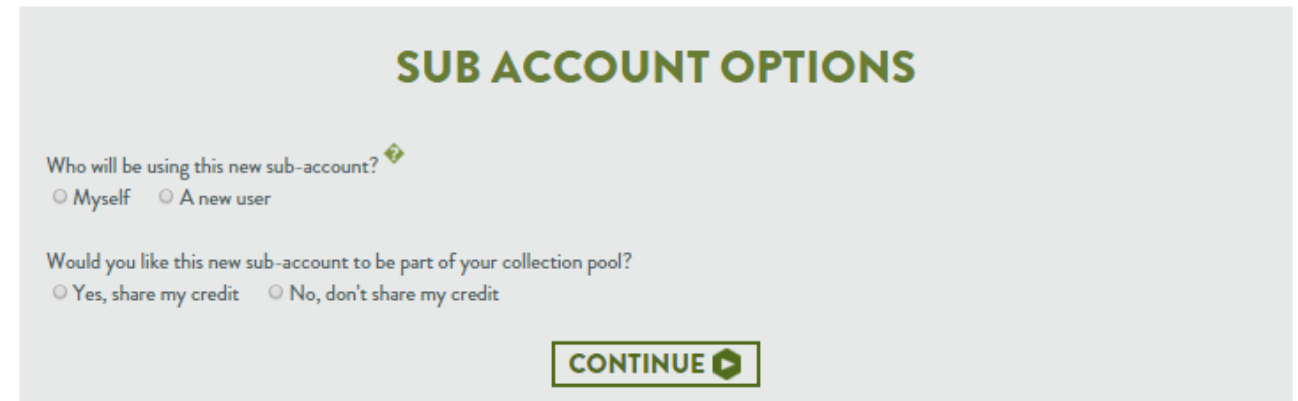 SUB ACCOUNT OPTIONS
Who will be using this new sub-account? ?
Myself A new user
Would you like this new sub-account to be part of your collection pool?
Yes, share my credit No, don't share my credit
CONTINUE